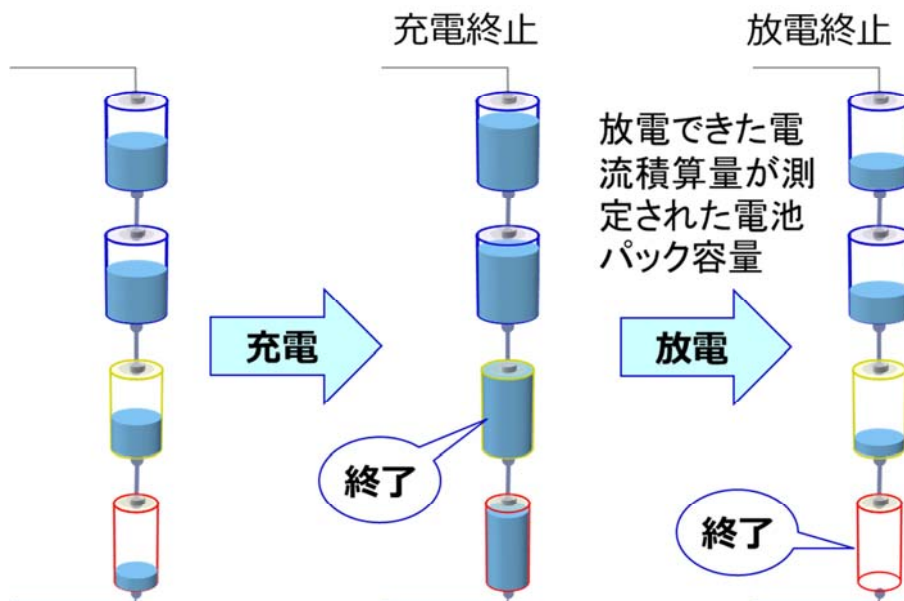 充電終止
放電終止
放電できた電
流積算量が測
定された電池
パック容量
充電
放電
終了
終了